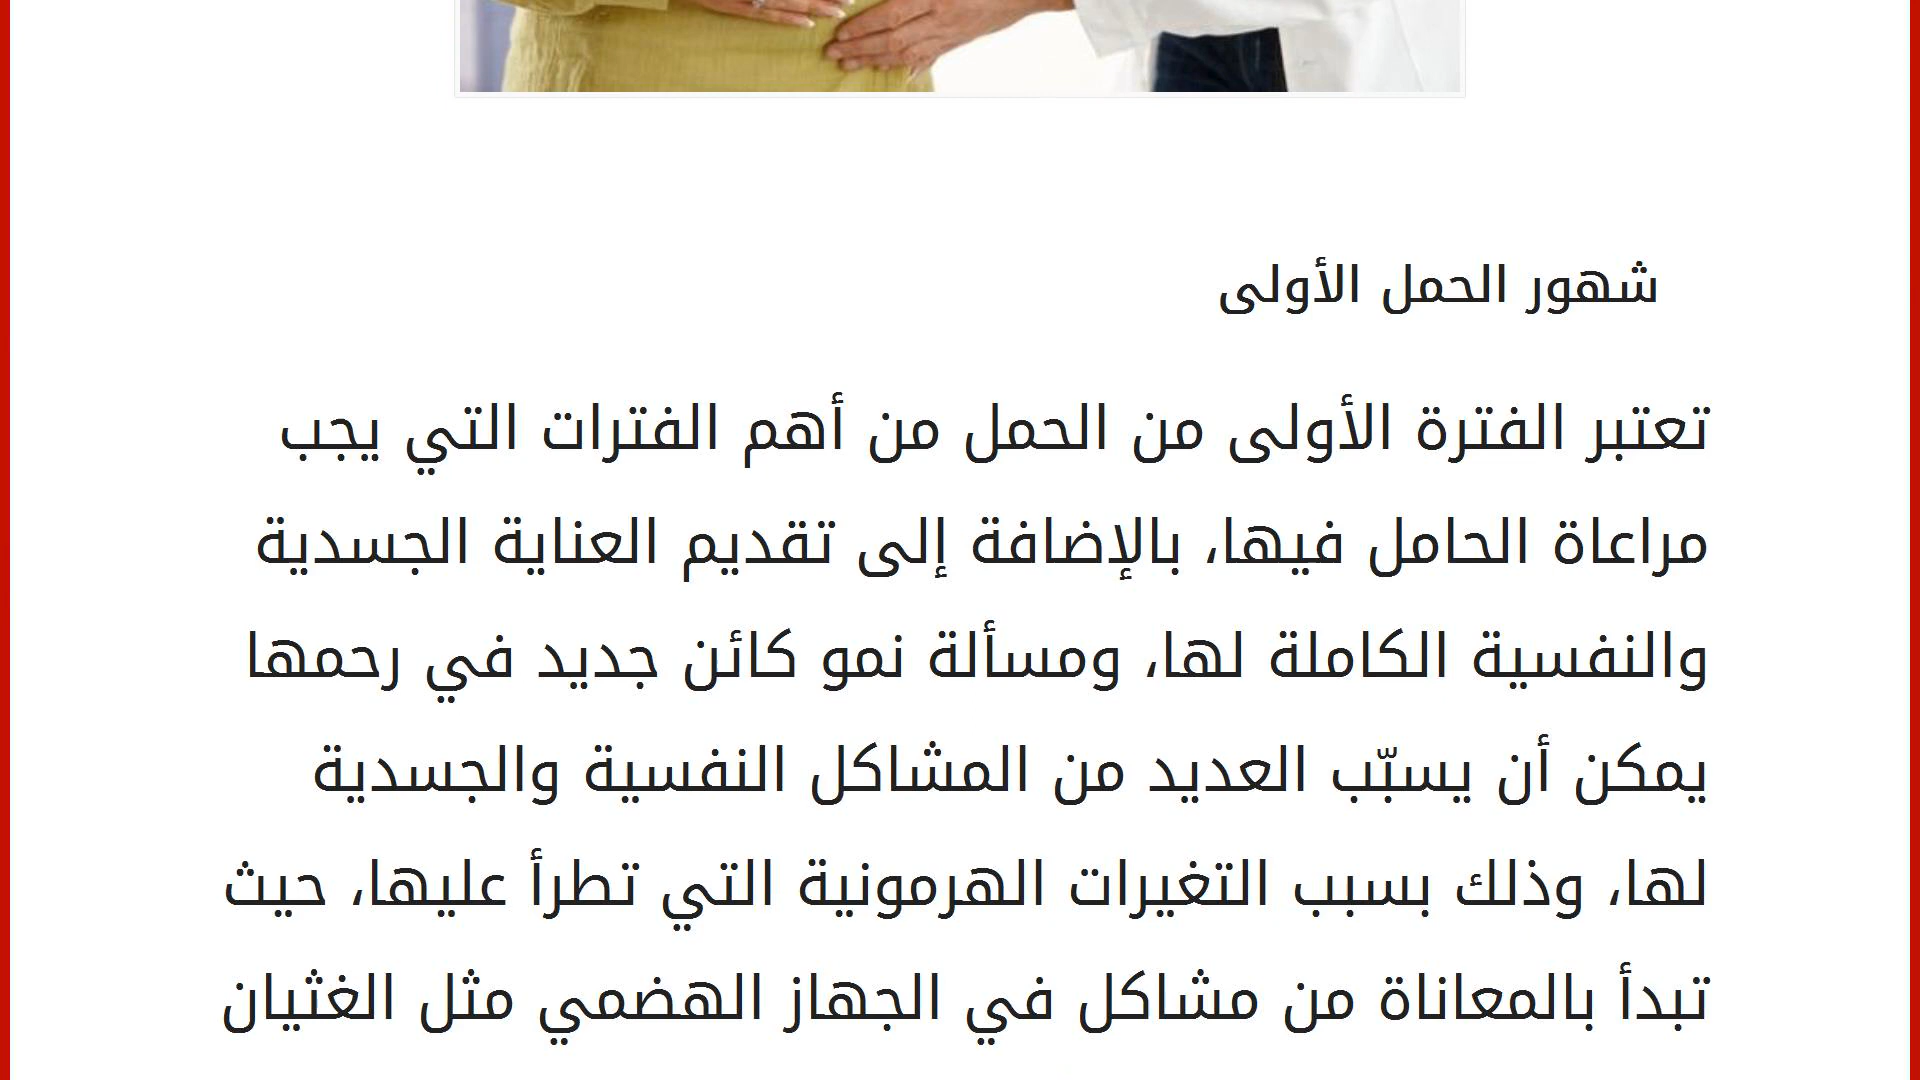 شهور الحمل الأولى
تعتبر الفترة الأولى من الحمل من أهم الفترات التي يجب
مراعاة الحامل فيها، بالإضافة إلى تقديم العناية الجسدية
والنفسية الكاملة لها، ومسألة نمو كائن جديد في رحمها
يمكن أن يسبّب العديد من المشاكل النفسية والجسدية
لها، وذلك بسبب التغيرات الهرمونية التي تطرأ عليها، حيث
تبدأ بالمعاناة من مشاكل في الجهاز الهضمي مثل الغثيان